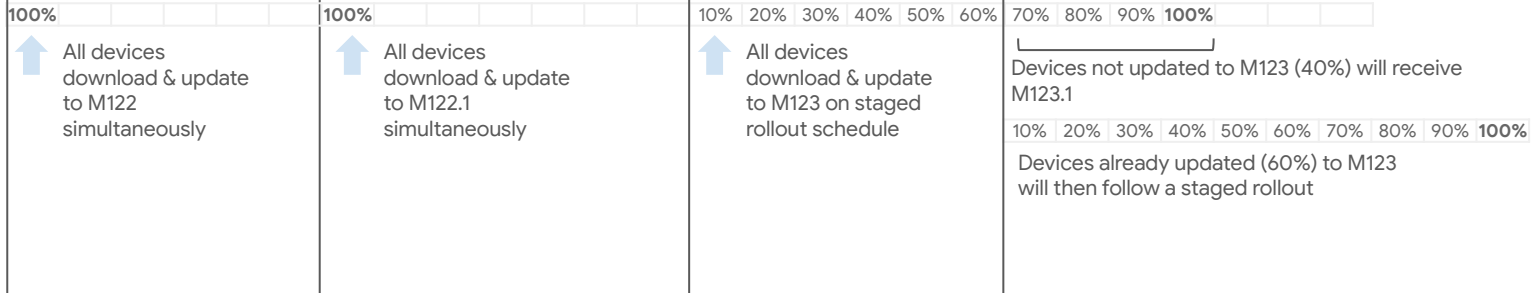 100%
All devices
download & update
to M122
simultaneously
100%
All devices
download & update
to M122.1
simultaneously
10% 20% 30% 40% 50% 60%
All devices
download & update
to M123 on staged
rollout schedule
70% 80% 90% 100%
Devices not updated to M123 (40%) will receive
M123.1
10% 20% 30% 40% 50% 60% 70% 80% 90% 100%
Devices already updated (60%) to M123
will then follow a staged rollout